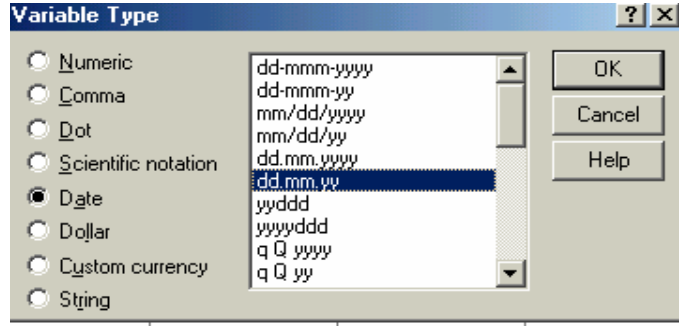 Variable Type
Numeric
Comma
Dot
Scientific notation
Date
Dollar
Custom currency
String
dd-mmm-yyyy
dd-mmm-yy
mm/dd/yyyy
mm/dd/yy
dd.mm.yyyy
dd.mm.yy
yyddd
yyyyddd
q Q yyyy
q Q yy
OK
Cancel
Help